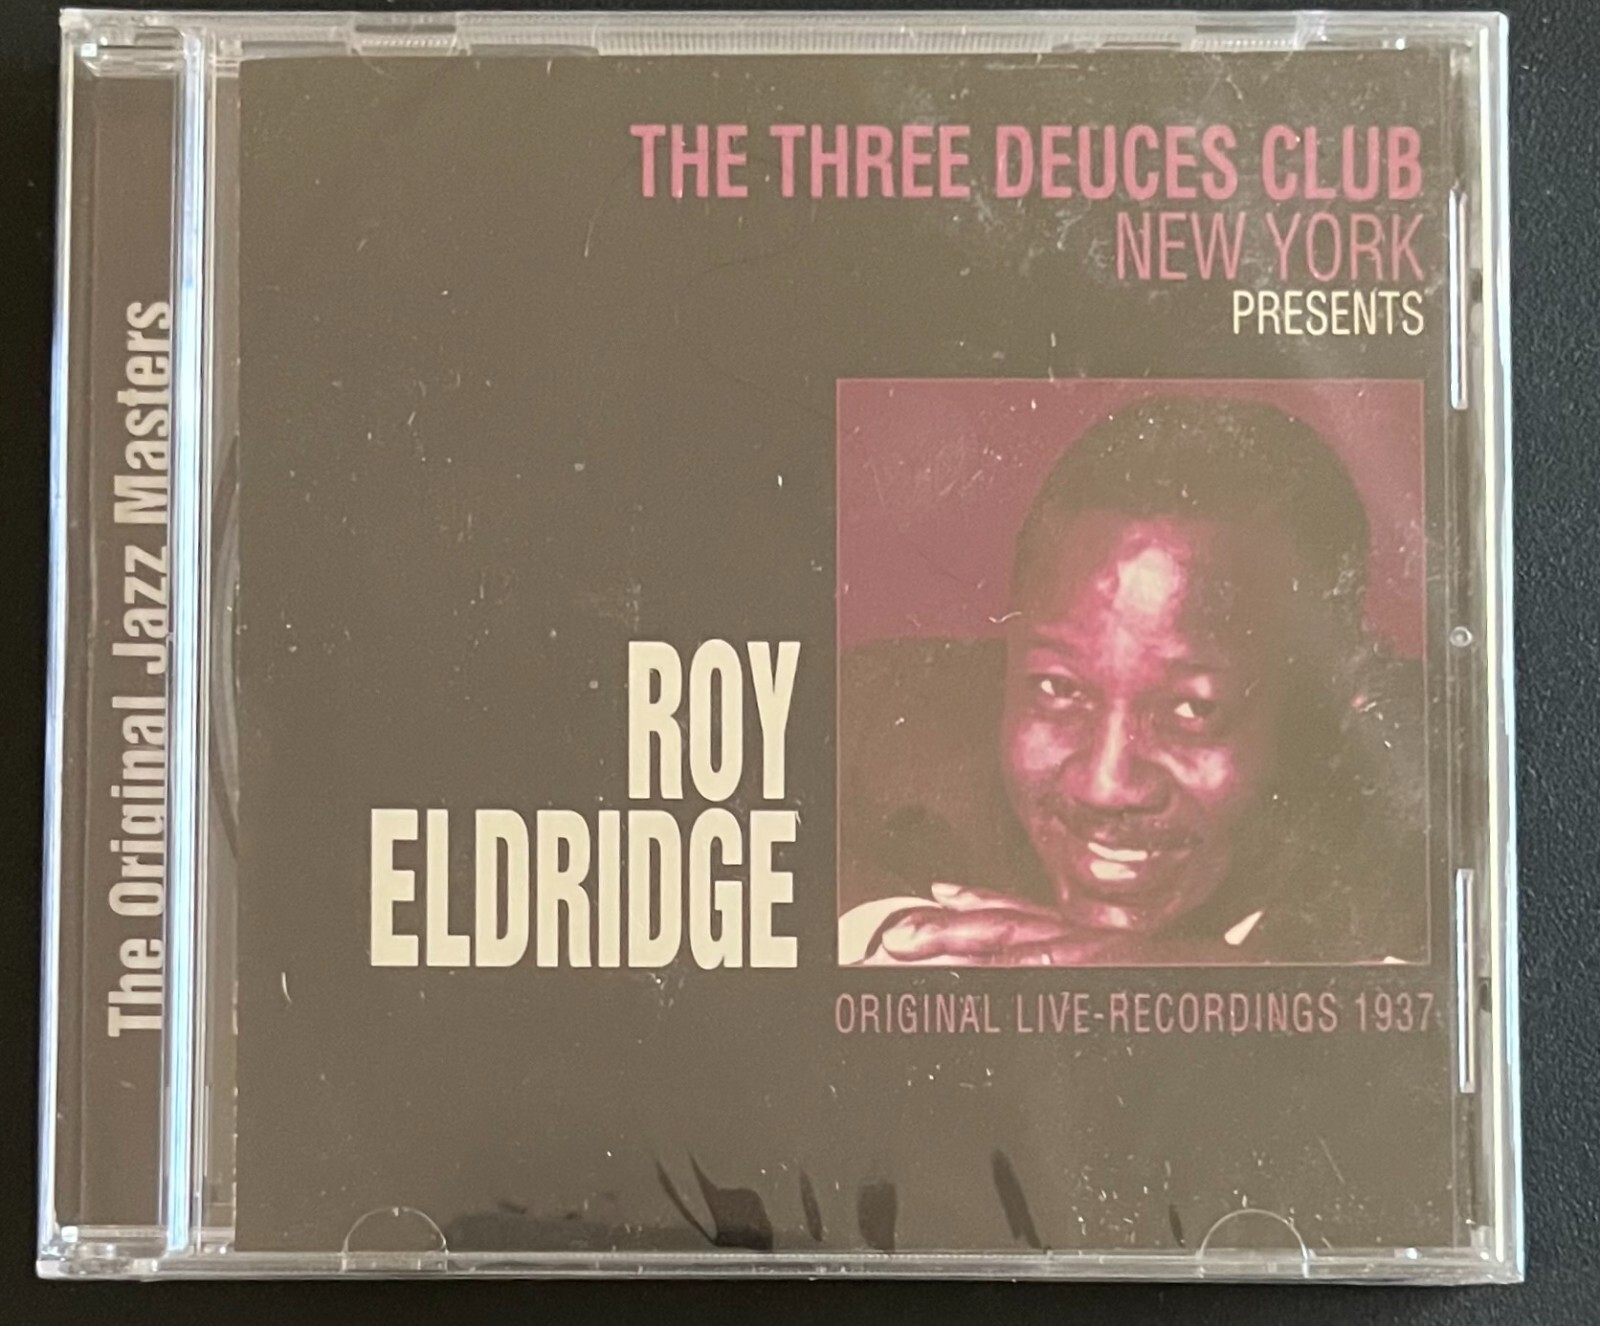 The Original Jazz Masters
THE THREE DEUCES CLUB
NEW YORK
PRESENTS
ROY
ELDRIDGE
ORIGINAL LIVE-RECORDINGS 1937